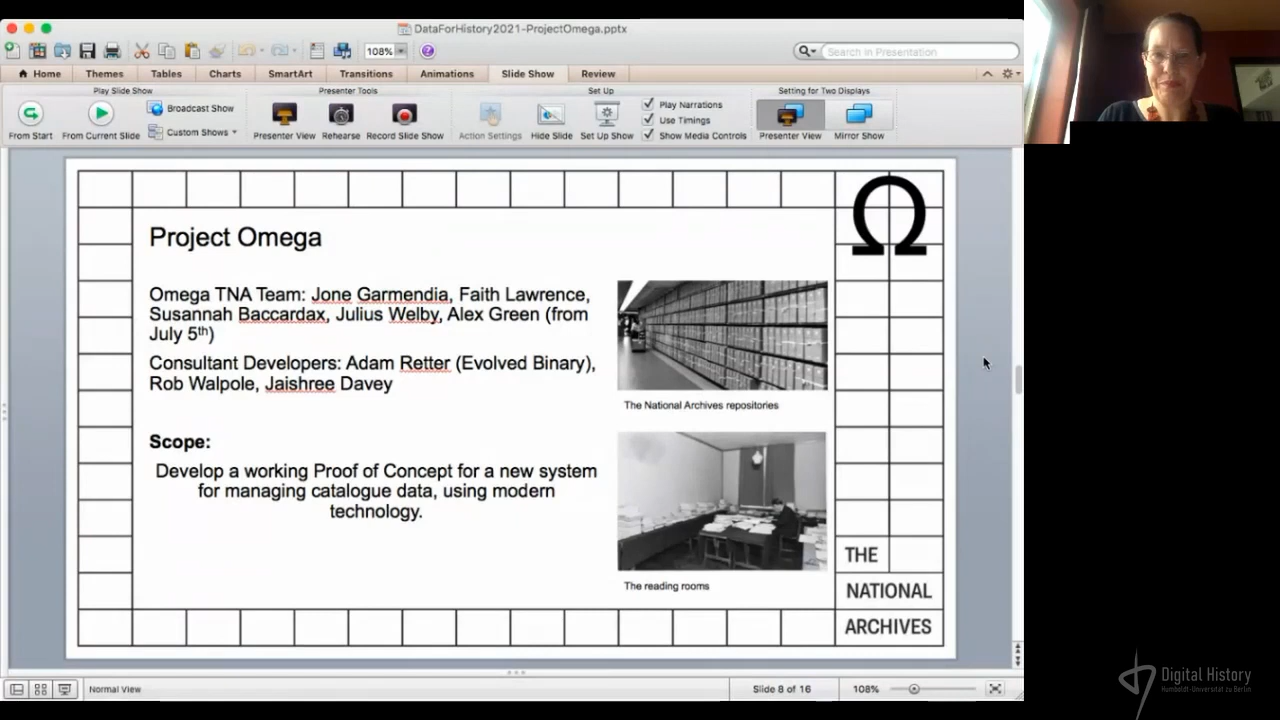 DataForHistory2021-ProjectOmega.pptx
108%
Search in Presentation
Home Themes Tables Charts SmartArt Transitions Animations Slide Show Review
Play Slide Show Presenter Tools Set Up Setting for Two Displays
Broadcast Show
Custom Shows
Play Narrations
Use Timings
Show Media Controls
From Start From Current Slide Presenter View Rehearse Record Slide Show Action Settings Hide Slide Set Up Show Presenter View Mirror Show
Ω
Project Omega
Omega TNA Team: Jone Garmendia, Faith Lawrence,
Susannah Baccardax, Julius Welby, Alex Green (from
July 5th)
Consultant Developers: Adam Retter (Evolved Binary),
Rob Walpole, Jaishree Davey
Scope:
Develop a working Proof of Concept for a new system
for managing catalogue data, using modern
technology.
The National Archives repositories
The reading rooms
THE
NATIONAL
ARCHIVES
Normal View Slide 8 of 16 108%
Digital History
Humboldt-Universität zu Berlin